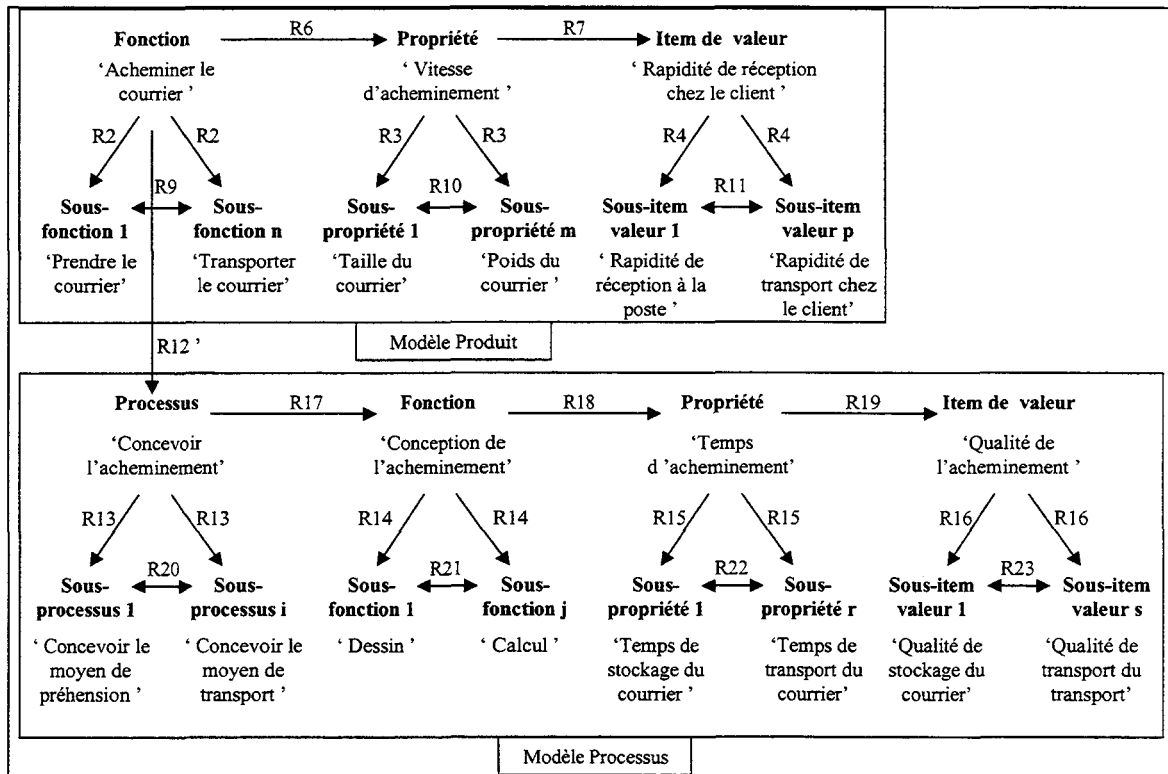 R6
R7
Fonction
Propriété
Item de valeur
‘Acheminer le
courrier ’
‘ Vitesse
d’acheminement ’
‘ Rapidité de réception
chez le client ’
R2
R2
R3
R3
R4
R4
R9
R10
R11
Sous-
fonction 1
Sous-
fonction n
Sous-
propriété 1
Sous-
propriété m
Sous-item
valeur 1
Sous-item
valeur p
‘Prendre le
courrier’
‘Transporter
le courrier’
‘Taille du
courrier’
‘Poids du
courrier ’
‘ Rapidité de
réception à la
poste ’
‘Rapidité de
transport chez
le client’
Modèle Produit
R12 ’
Processus
R17
Fonction
R18
Propriété
R19
Item de valeur
‘Concevoir
l’acheminement’
‘Conception de
l’acheminement’
‘Temps
d ’acheminement’
‘Qualité de
l’acheminement ’
R13
R13
R14
R14
R15
R15
R16
R16
R20
R21
R22
R23
Sous-
processus 1
Sous-
processus i
Sous-
fonction 1
Sous-
fonction j
Sous-
propriété 1
Sous-
propriété r
Sous-item
valeur 1
Sous-item
valeur s
‘ Concevoir le
moyen de
préhension ’
‘ Concevoir le
moyen de
transport ’
‘ Dessin ’
‘ Calcul ’
‘Temps de
stockage du
courrier ’
‘Temps de
transport du
courrier’
‘Qualité de
stockage du
courrier’
‘Qualité de
transport du
transport’
Modèle Processus